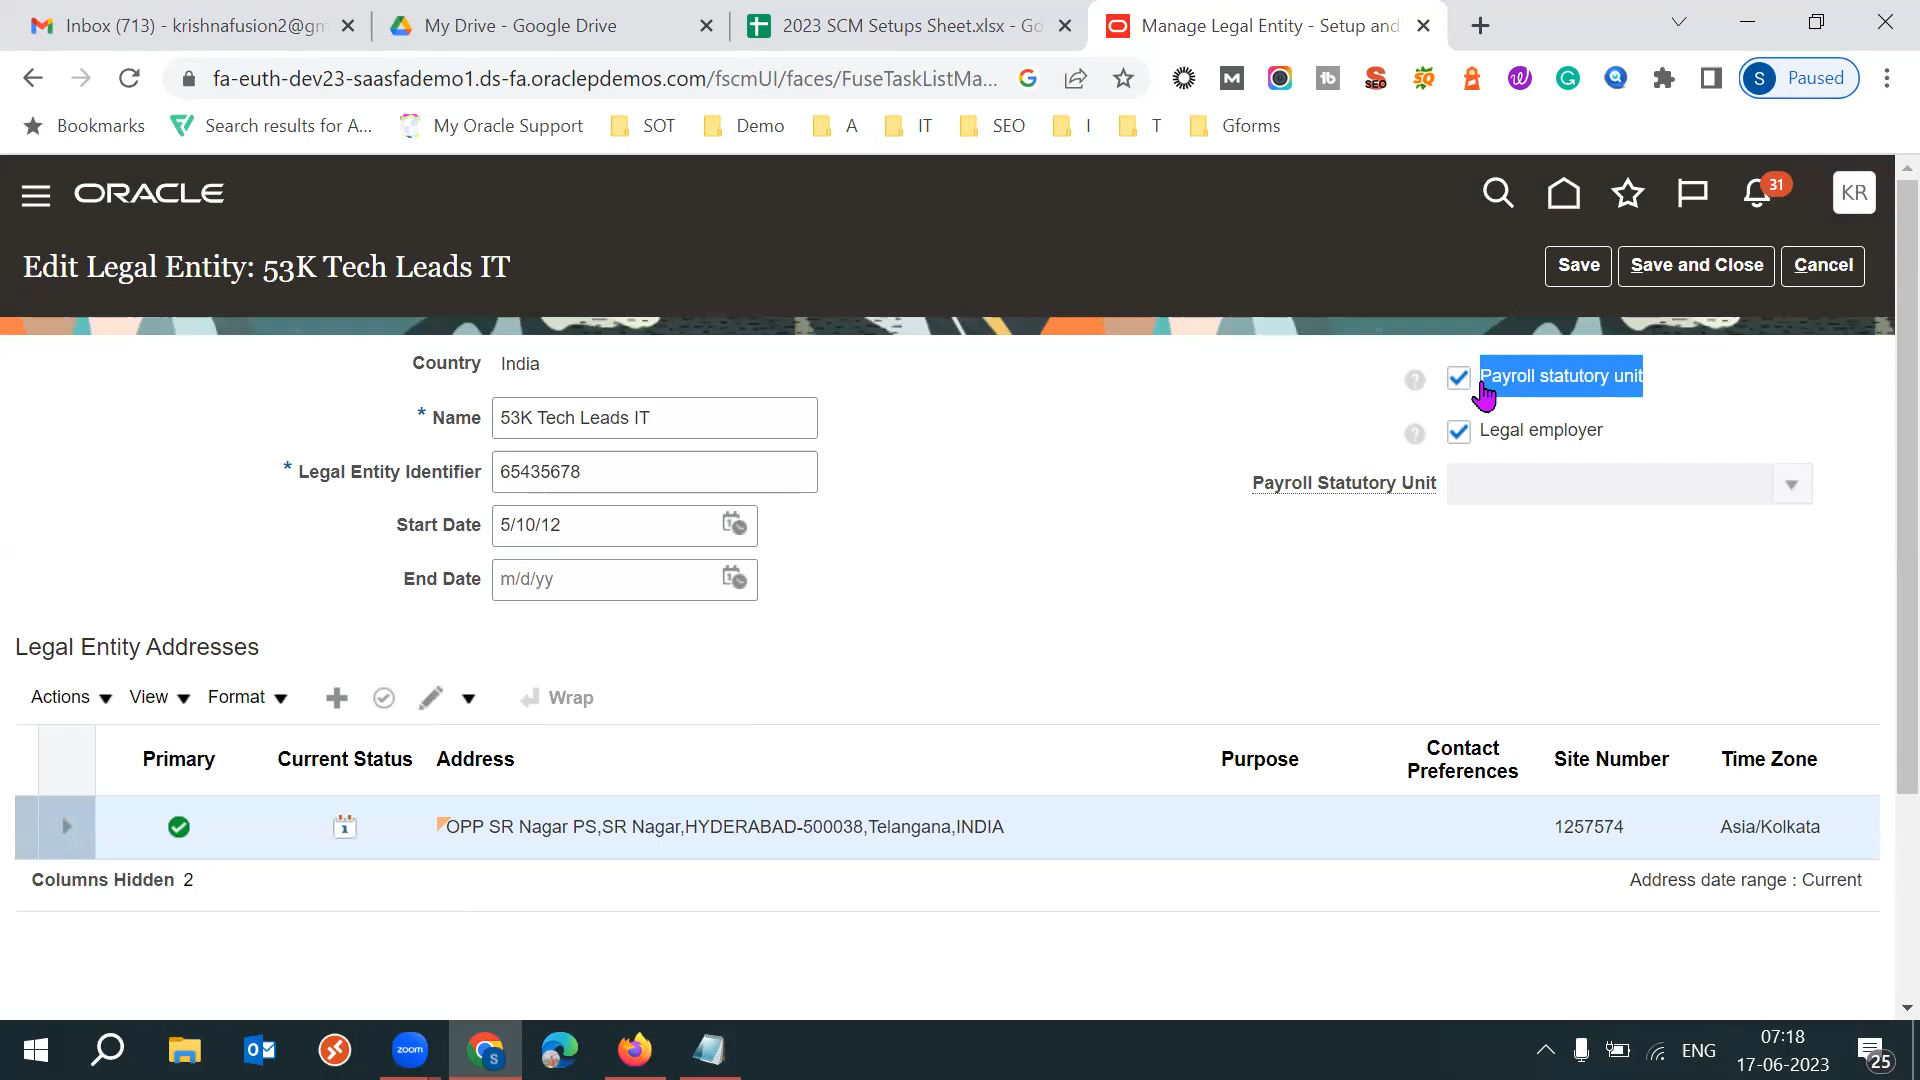 Inbox (713) - krishnafusion2@gm
My Drive - Google Drive
2023 SCM Setups Sheet.xlsx - Go
Manage Legal Entity - Setup and
fa-euth-dev23-saasfademo1.ds-fa.oraclepdemos.com/fscmUI/faces/FuseTaskListMa...
S Paused
Bookmarks
Search results for A...
My Oracle Support
SOT
Demo
A
IT
SEO
I
T
Gforms
ORACLE
31
KR
Edit Legal Entity: 53K Tech Leads IT
Save
Save and Close
Cancel
Country India
* Name 53K Tech Leads IT
* Legal Entity Identifier 65435678
Start Date 5/10/12
End Date m/d/yy
Payroll statutory unit
Legal employer
Payroll Statutory Unit
Legal Entity Addresses
Actions View Format Wrap
Primary Current Status Address Purpose Contact Preferences Site Number Time Zone
OPP SR Nagar PS,SR Nagar,HYDERABAD-500038,Telangana,INDIA 1257574 Asia/Kolkata
Columns Hidden 2
Address date range : Current
zoom
ENG
07:18
17-06-2023
25